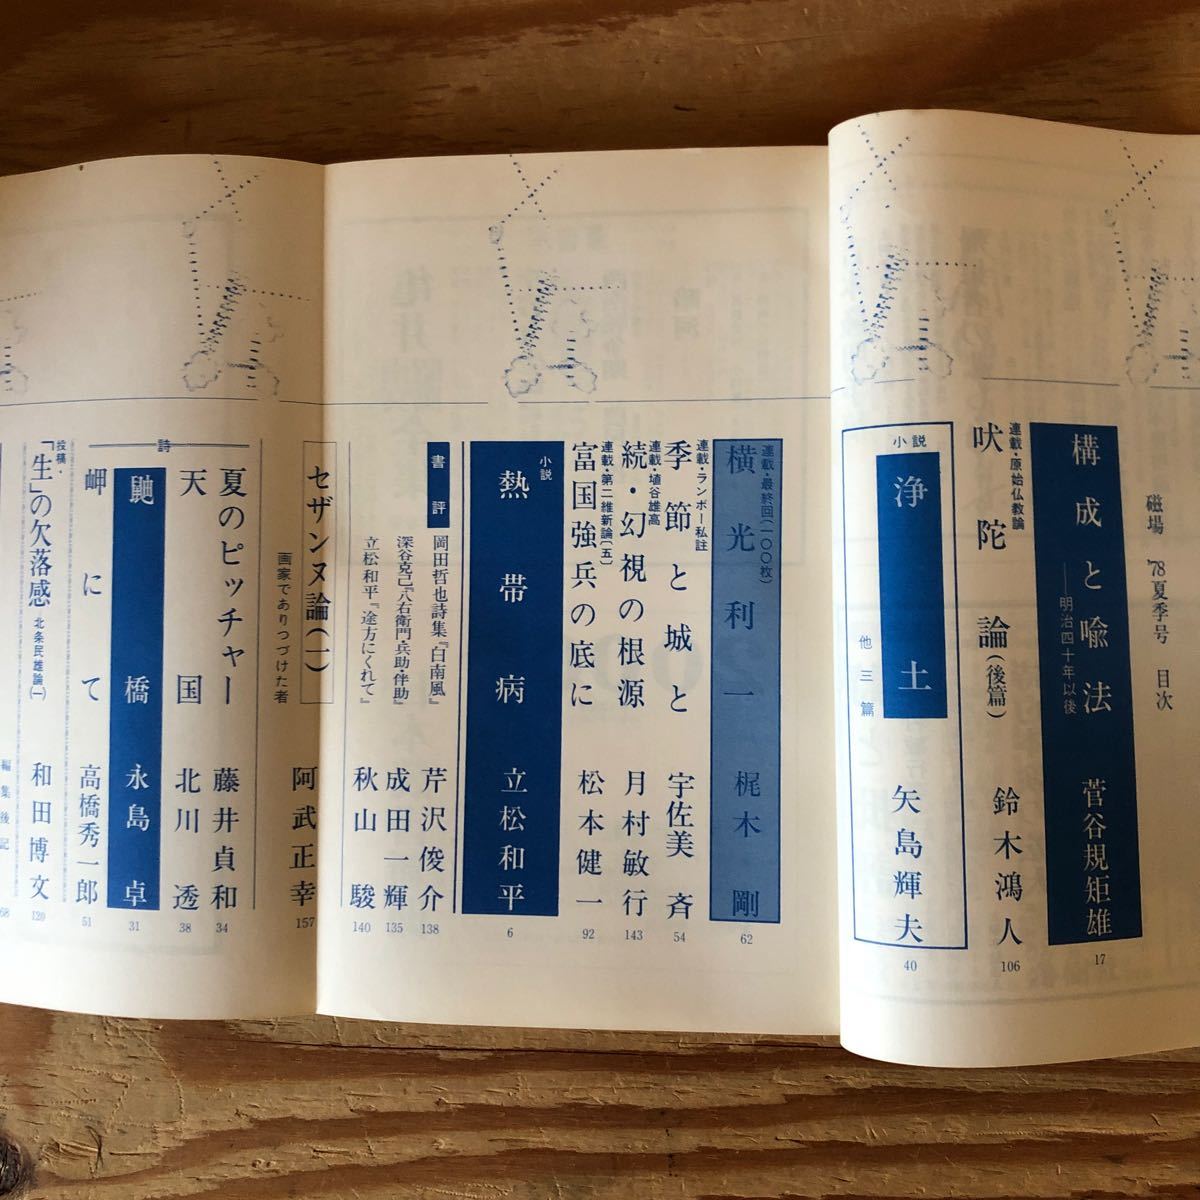 磁場 '78夏季号 目次
構成と喩法
――明治四十年以後
菅谷規矩雄
17
連載・原始仏教論
吠陀論(後篇)
鈴木鴻人
106
小説
浄土
他三篇
矢島輝夫
40
連載・最終回(一〇〇枚)
横光利一
梶木剛
62
連載・ランボー私註
季節と城と
宇佐美斉
54
連載・埴谷雄高
続・幻視の根源
月村敏行
143
連載・第二維新論(五)
富国強兵の底に
松本健一
92
小説
熱帯病
立松和平
6
書評
岡田哲也詩集『白南風』
芹沢俊介
138
深谷克己『八右衛門・兵助・伴助』
成田一輝
135
立松和平『途方にくれて』
秋山駿
140
セザンヌ論(一)
画家でありつづけた者
阿武正幸
157
詩
夏のピッチャー
藤井貞和
34
天国
北川透
38
鼬橋
永島卓
31
岬にて
高橋秀一郎
51
投稿・
「生」の欠落感
北条民雄論(一)
和田博文
120
編集後記
68